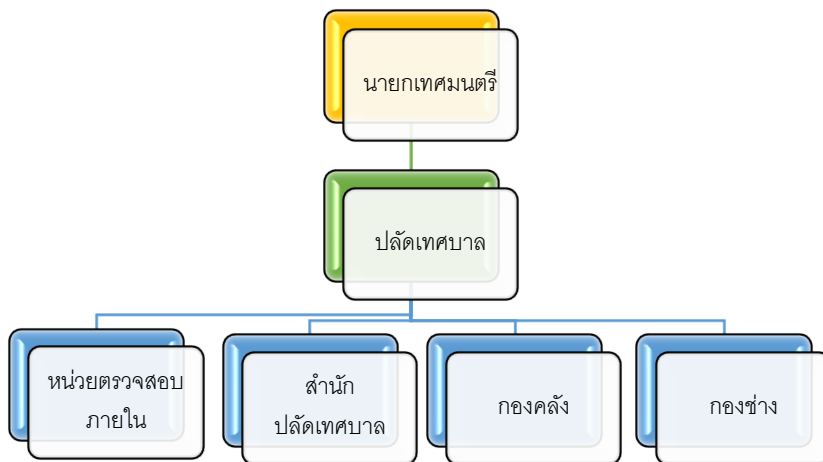 นายกเทศมนตรี
ปลัดเทศบาล
หน่วยตรวจสอบ
ภายใน
สำนัก
ปลัดเทศบาล
กองคลัง
กองช่าง